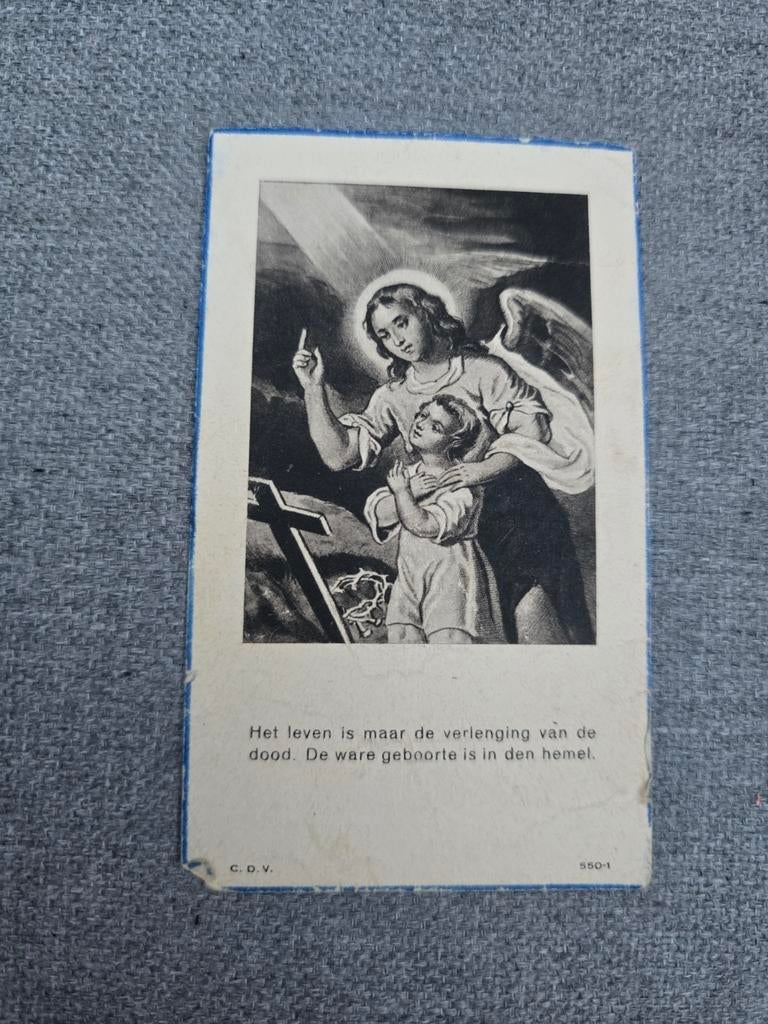 Het leven is maar de verlenging van de
dood. De ware geboorte is in den hemel.
C. D. V.
550-1